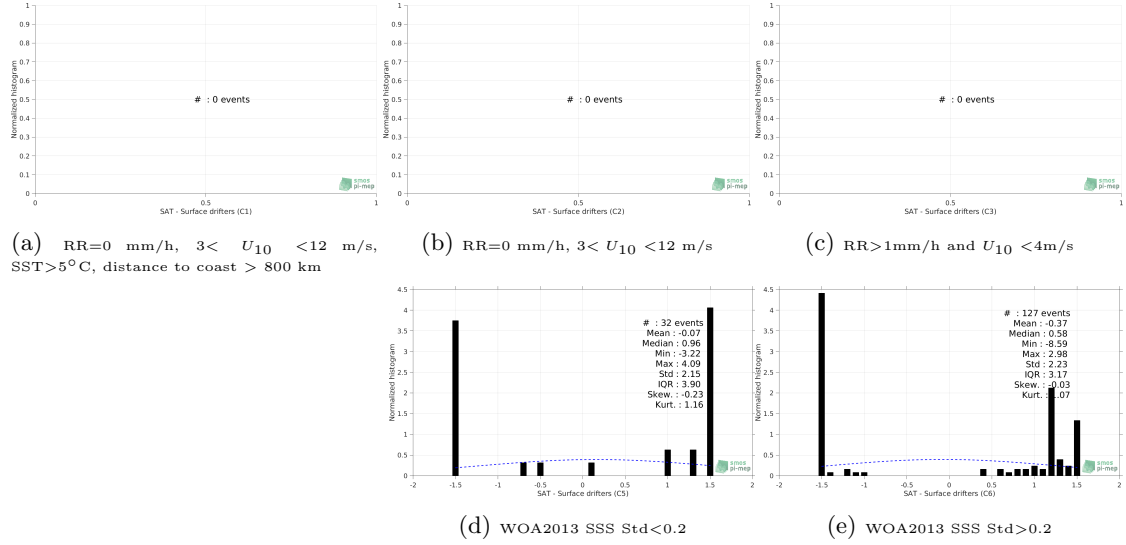 1
0.9
0.8
0.7
0.6
0.5
0.4
0.3
0.2
0.1
0
Normalized histogram
# : 0 events
smos
pi-mep
0 0.5 1
SAT - Surface drifters (C1)
1
0.9
0.8
0.7
0.6
0.5
0.4
0.3
0.2
0.1
0
Normalized histogram
# : 0 events
smos
pi-mep
0 0.5 1
SAT - Surface drifters (C2)
1
0.9
0.8
0.7
0.6
0.5
0.4
0.3
0.2
0.1
0
Normalized histogram
# : 0 events
smos
pi-mep
0 0.5 1
SAT - Surface drifters (C3)
(a) RR=0 mm/h, 3< U10 <12 m/s,
SST>5°C, distance to coast > 800 km
(b) RR=0 mm/h, 3< U10 <12 m/s
(c) RR>1mm/h and U10 <4m/s
4.5
4
3.5
3
2.5
2
1.5
1
0.5
0
Normalized histogram
# : 32 events
Mean : -0.07
Median : 0.96
Min : -3.22
Max : 4.09
Std : 2.15
IQR : 3.90
Skew. : -0.23
Kurt. : 1.16
smos
pi-mep
-2 -1.5 -1 -0.5 0 0.5 1 1.5 2
SAT - Surface drifters (C5)
4.5
4
3.5
3
2.5
2
1.5
1
0.5
0
Normalized histogram
# : 127 events
Mean : -0.37
Median : 0.58
Min : -8.59
Max : 2.98
Std : 2.23
IQR : 3.17
Skew. : -0.03
Kurt. : 1.07
smos
pi-mep
-2 -1.5 -1 -0.5 0 0.5 1 1.5 2
SAT - Surface drifters (C6)
(d) WOA2013 SSS Std<0.2
(e) WOA2013 SSS Std>0.2